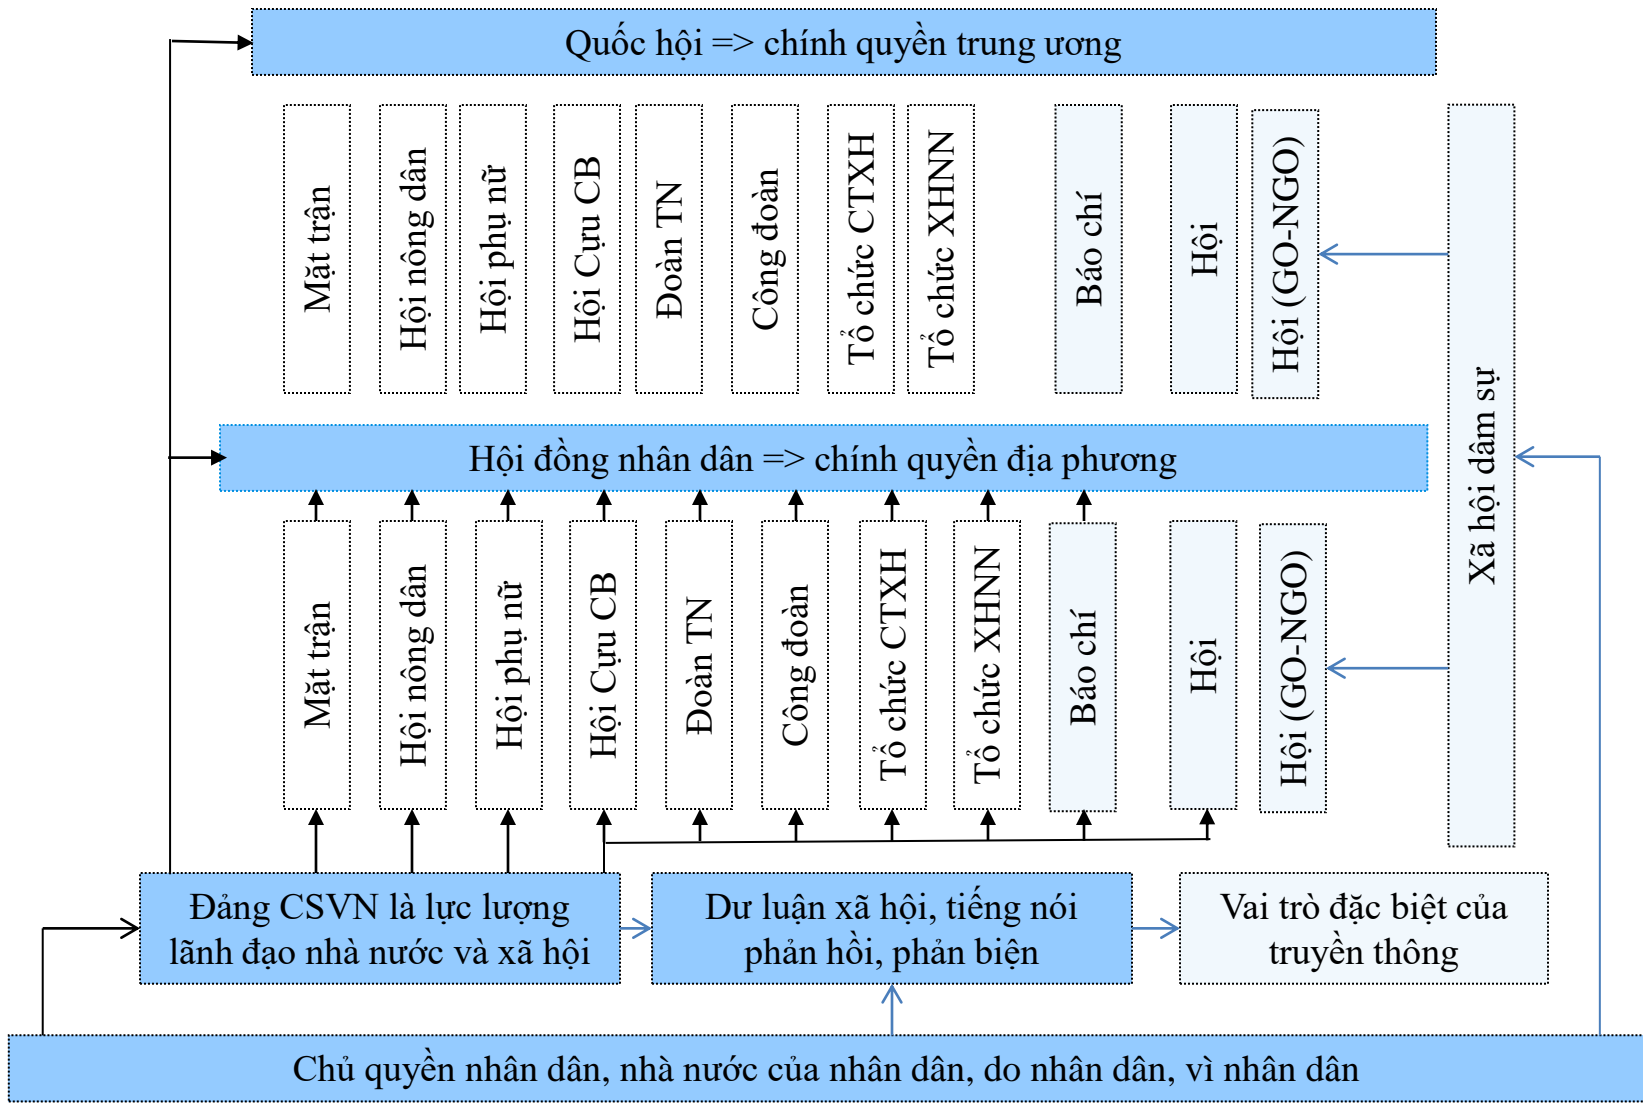 Quốc hội => chính quyền trung ương
Mặt trận
Hội nông dân
Hội phụ nữ
Hội Cựu CB
Đoàn TN
Công đoàn
Tổ chức CTXH
Tổ chức XHNN
Báo chí
Hội
Hội (GO-NGO)
Xã hội dâm sự
Hội đồng nhân dân => chính quyền địa phương
Mặt trận
Hội nông dân
Hội phụ nữ
Hội Cựu CB
Đoàn TN
Công đoàn
Tổ chức CTXH
Tổ chức XHNN
Báo chí
Hội
Hội (GO-NGO)
Đảng CSVN là lực lượng
lãnh đạo nhà nước và xã hội
Dư luận xã hội, tiếng nói
phản hồi, phản biện
Vai trò đặc biệt của
truyền thông
Chủ quyền nhân dân, nhà nước của nhân dân, do nhân dân, vì nhân dân